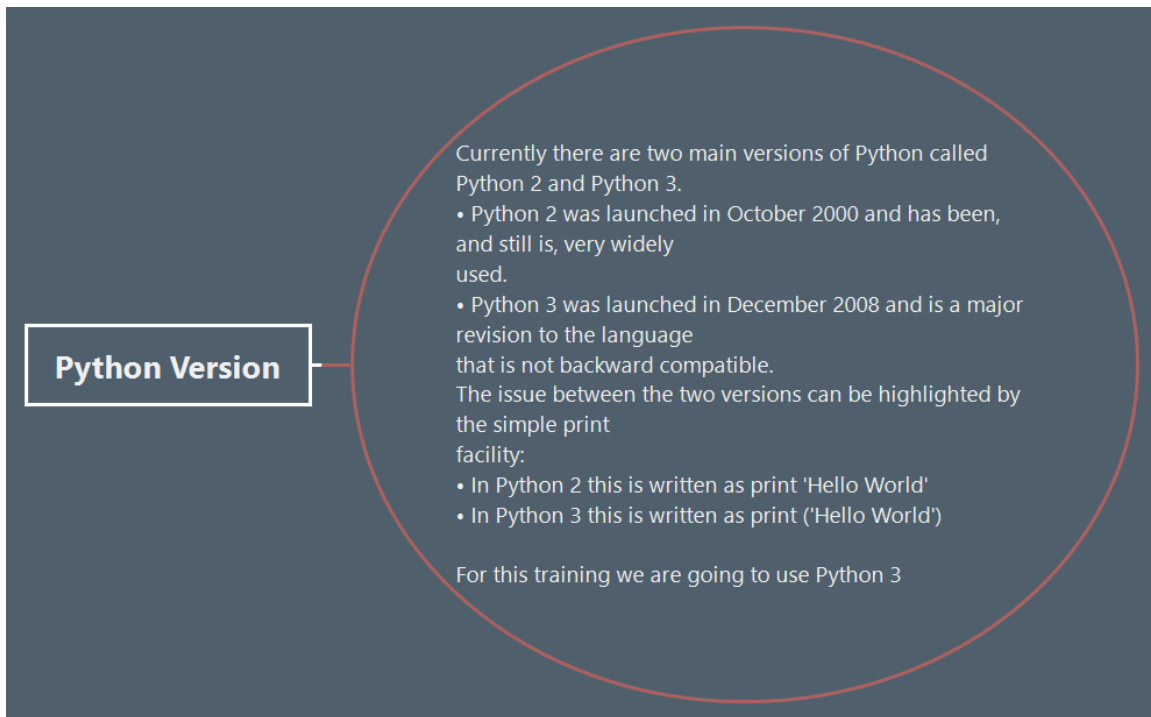 Python Version
Currently there are two main versions of Python called
Python 2 and Python 3.
• Python 2 was launched in October 2000 and has been,
and still is, very widely
used.
• Python 3 was launched in December 2008 and is a major
revision to the language
that is not backward compatible.
The issue between the two versions can be highlighted by
the simple print
facility:
• In Python 2 this is written as print 'Hello World'
• In Python 3 this is written as print ('Hello World')
For this training we are going to use Python 3